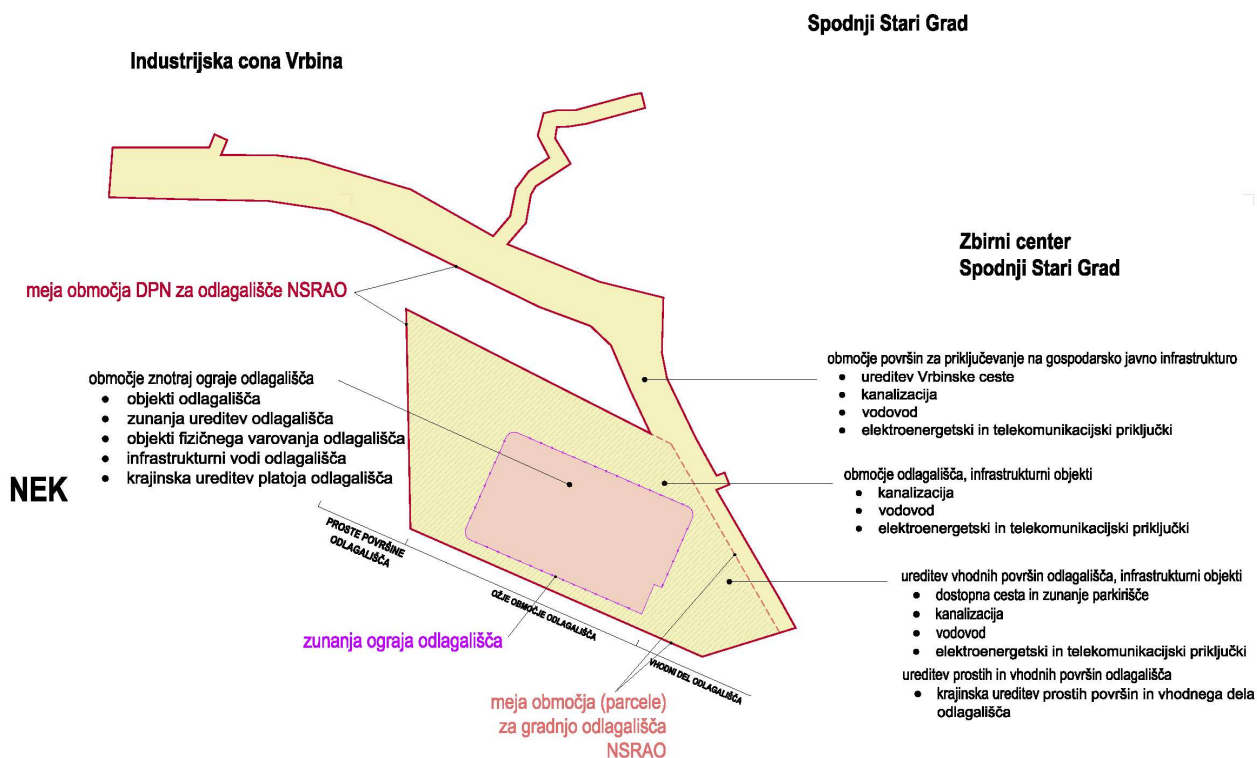 Spodnji Stari Grad
Industrijska cona Vrbina
Zbirni center
Spodnji Stari Grad
meja območja DPN za odlagališče NSRAO
območje znotraj ograje odlagališča
• objekti odlagališča
• zunanja ureditev odlagališča
• objekti fizičnega varovanja odlagališča
• infrastrukturni vodi odlagališča
• krajinska ureditev platoja odlagališča
NEK
območje površin za priključevanje na gospodarsko javno infrastrukturo
• ureditev Vrbinske ceste
• kanalizacija
• vodovod
• elektroenergetski in telekomunikacijski priključki
območje odlagališča, infrastrukturni objekti
• kanalizacija
• vodovod
• elektroenergetski in telekomunikacijski priključki
PROSTE POVRŠINE
ODLAGALIŠČA
OŽJE OBMOČJE ODLAGALIŠČA
VHODNI DEL ODLAGALIŠČA
zunanja ograja odlagališča
meja območja (parcele)
za gradnjo odlagališča
NSRAO
ureditev vhodnih površin odlagališča, infrastrukturni objekti
• dostopna cesta in zunanje parkirišče
• kanalizacija
• vodovod
• elektroenergetski in telekomunikacijski priključki
ureditev prostih in vhodnih površin odlagališča
• krajinska ureditev prostih površin in vhodnega dela
odlagališča